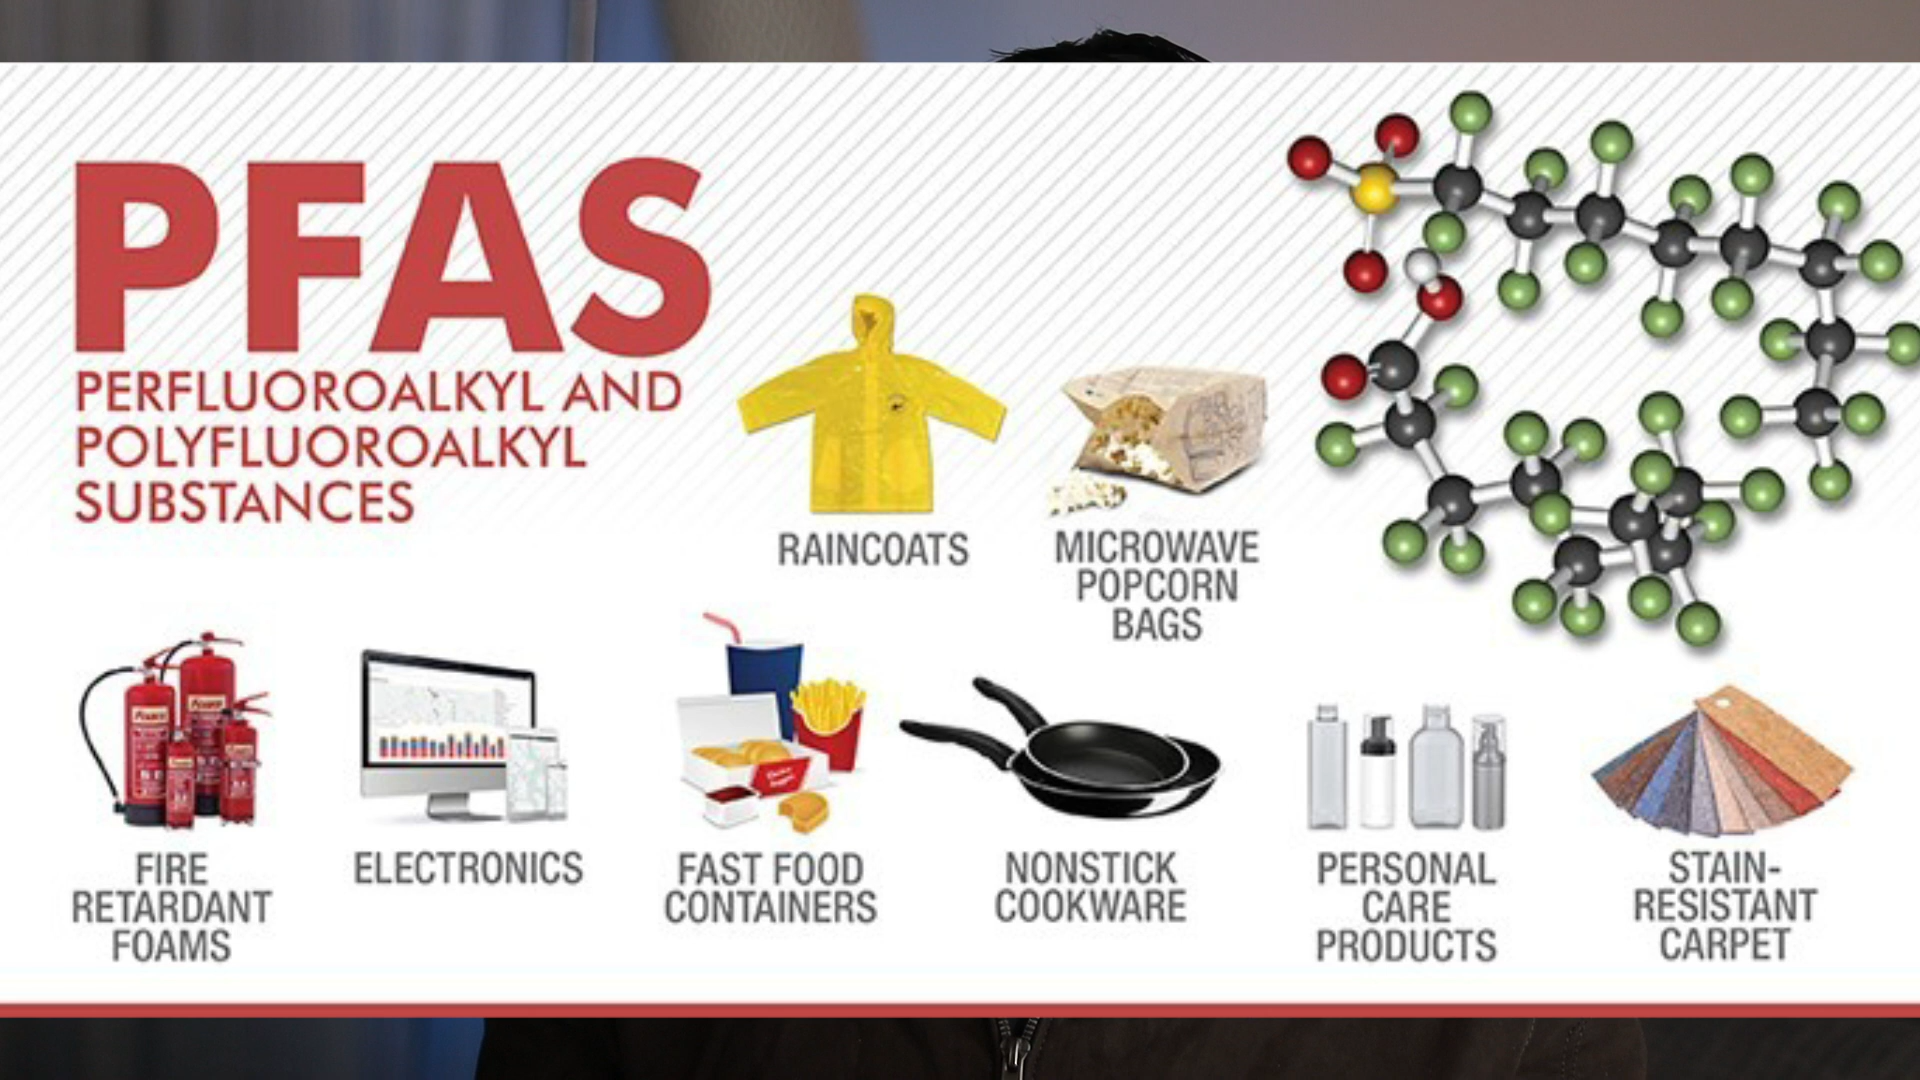 PFAS
PERFLUOROALKYL AND
POLYFLUOROALKYL
SUBSTANCES
RAINCOATS
MICROWAVE
POPCORN
BAGS
FIRE
RETARDANT
FOAMS
ELECTRONICS
FAST FOOD
CONTAINERS
NONSTICK
COOKWARE
PERSONAL
CARE
PRODUCTS
STAIN-
RESISTANT
CARPET